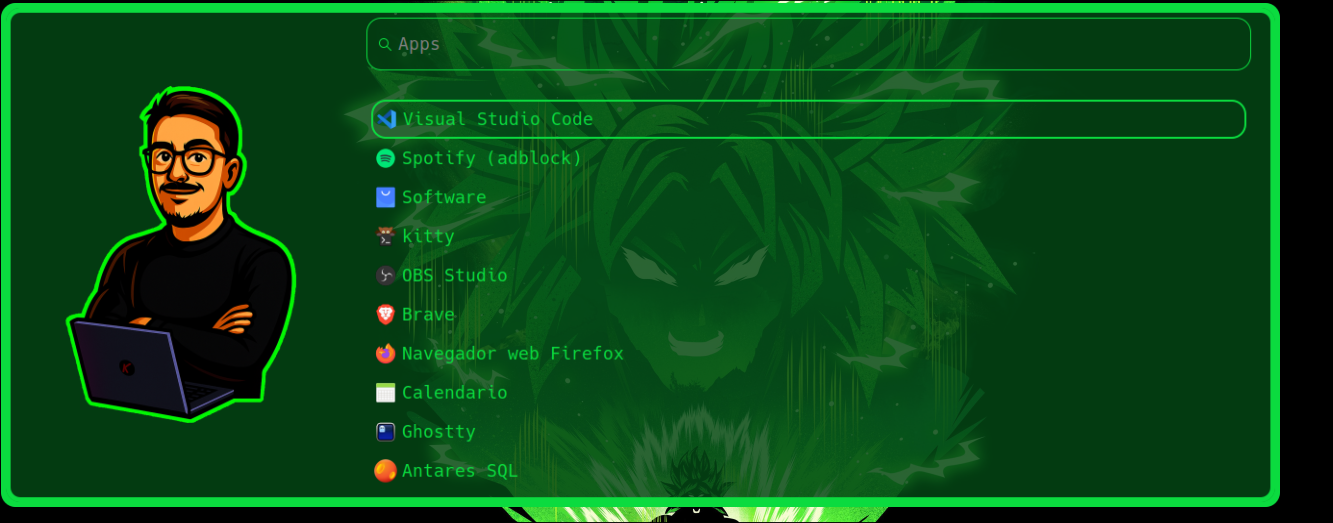 Apps
Visual Studio Code
Spotify (adblock)
Software
kitty
OBS Studio
Brave
Navegador web Firefox
Calendario
Ghostty
Antares SQL